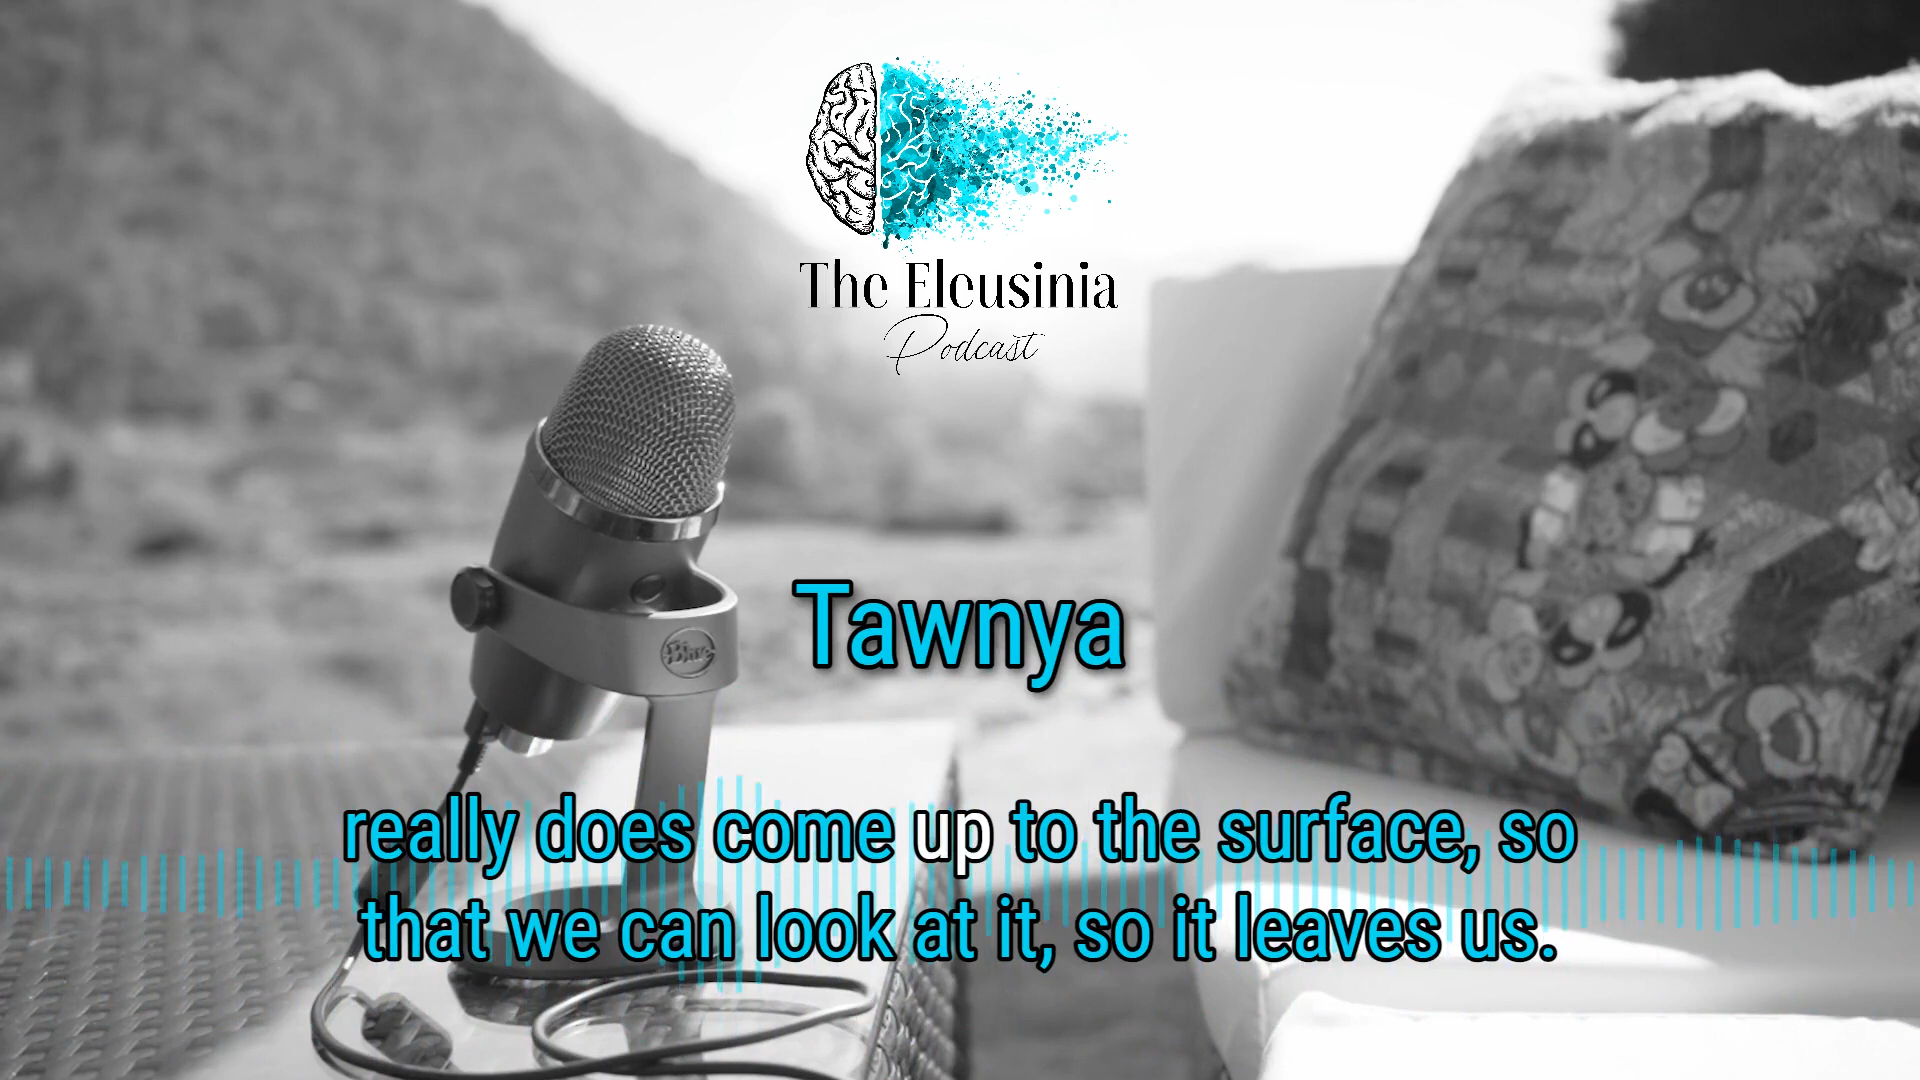 The Eleusinia
Podcast
Blue
Tawnya
really does come up to the surface, so
that we can look at it, so it leaves us.